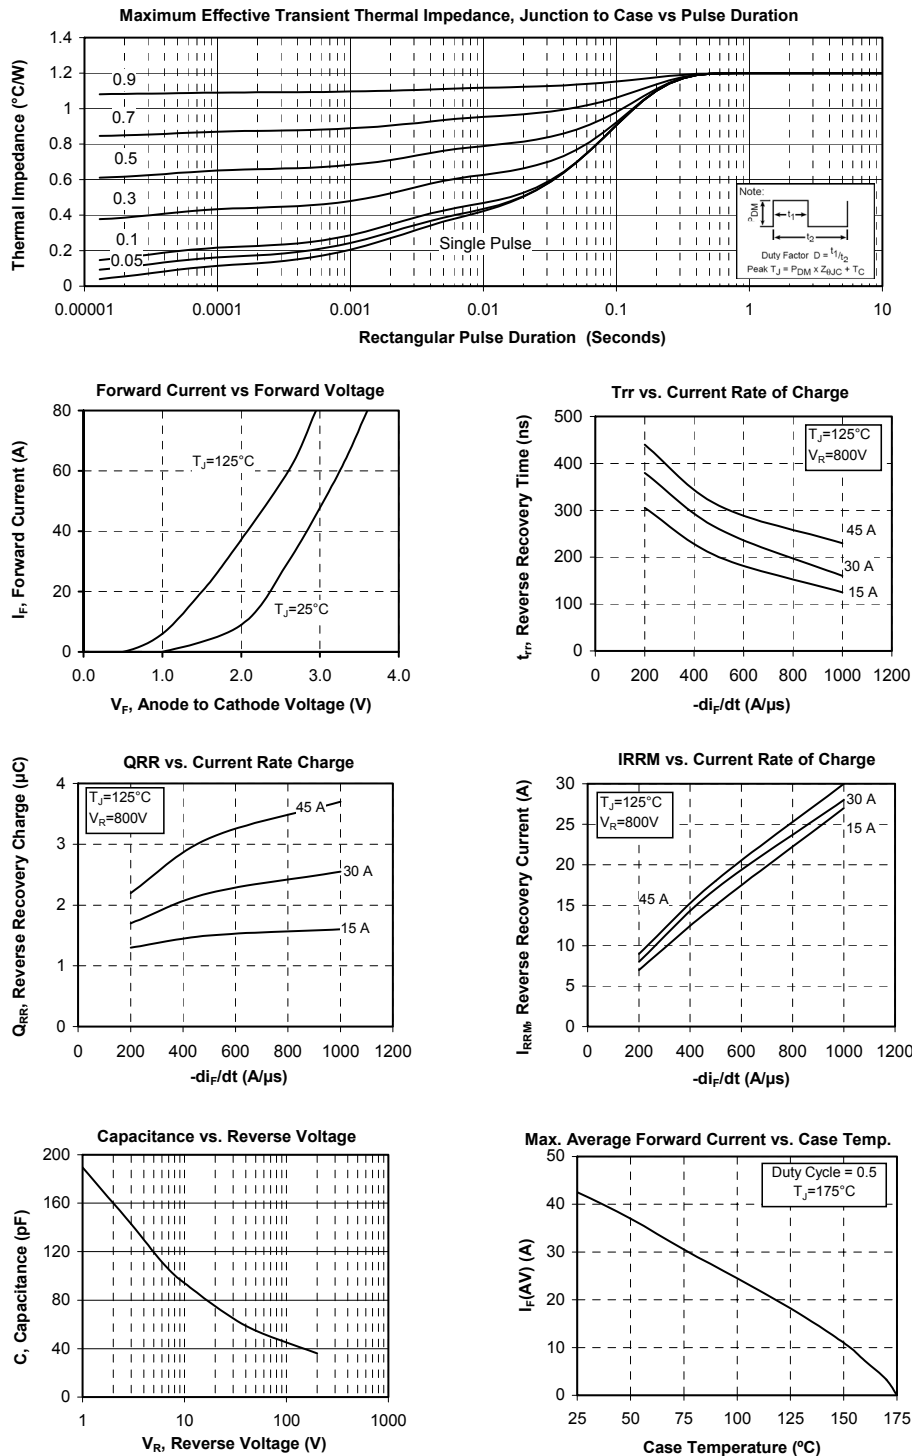 Maximum Effective Transient Thermal Impedance, Junction to Case vs Pulse Duration
Thermal Impedance (°C/W)
1.4
1.2
1
0.8
0.6
0.4
0.2
0
0.9
0.7
0.5
0.3
0.1
0.05
Single Pulse
Note:
PDM
t1
t2
Duty Factor D = t1/t2
Peak TJ = PDM x ZθJC + TC
0.00001 0.0001 0.001 0.01 0.1 1 10
Rectangular Pulse Duration (Seconds)
Forward Current vs Forward Voltage
IF, Forward Current (A)
80
60
40
20
0
TJ=125°C
TJ=25°C
0.0 1.0 2.0 3.0 4.0
VF, Anode to Cathode Voltage (V)
Trr vs. Current Rate of Charge
trr, Reverse Recovery Time (ns)
500
400
300
200
100
0
TJ=125°C
VR=800V
45 A
30 A
15 A
0 200 400 600 800 1000 1200
-diF/dt (A/µs)
QRR vs. Current Rate Charge
QRR, Reverse Recovery Charge (µC)
4
3
2
1
0
TJ=125°C
VR=800V
45 A
30 A
15 A
0 200 400 600 800 1000 1200
-diF/dt (A/µs)
IRRM vs. Current Rate of Charge
IRRM, Reverse Recovery Current (A)
30
25
20
15
10
5
0
TJ=125°C
VR=800V
30 A
15 A
45 A
0 200 400 600 800 1000 1200
-diF/dt (A/µs)
Capacitance vs. Reverse Voltage
C, Capacitance (pF)
200
160
120
80
40
0
1 10 100 1000
VR, Reverse Voltage (V)
Max. Average Forward Current vs. Case Temp.
IF(AV) (A)
50
40
30
20
10
0
Duty Cycle = 0.5
TJ=175°C
25 50 75 100 125 150 175
Case Temperature (ºC)